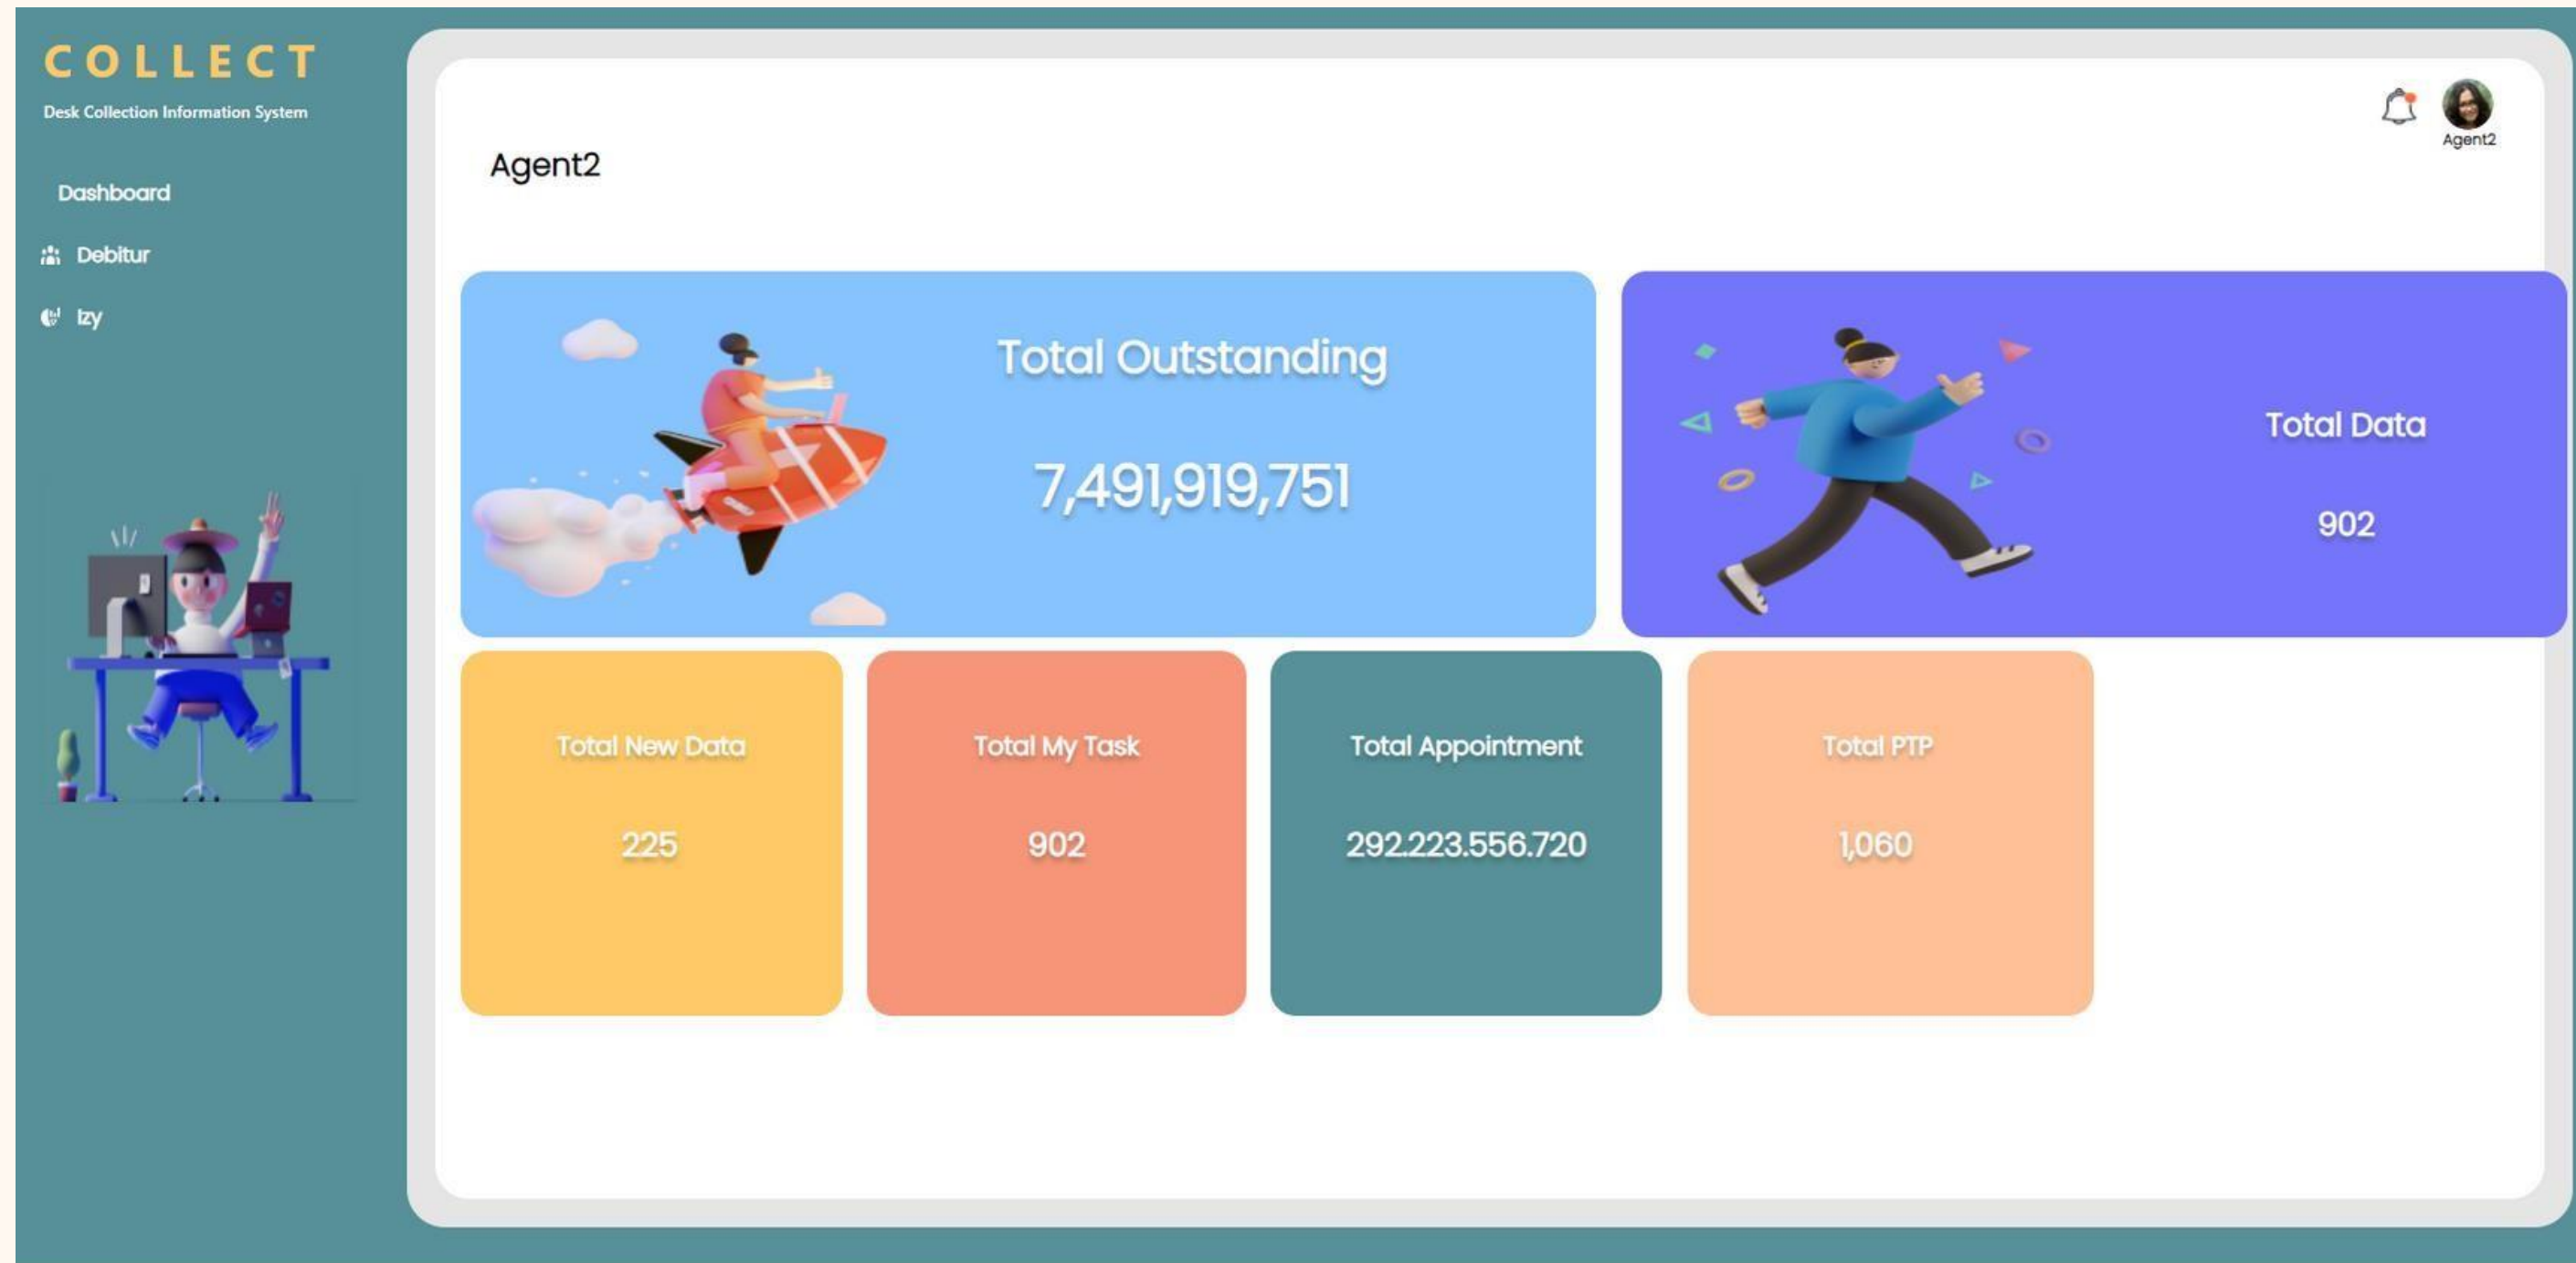 COLLECT
Desk Collection Information System
Dashboard
Debitur
Izy
Agent2
Agent2
Total Outstanding
7,491,919,751
Total Data
902
Total New Data
225
Total My Task
902
Total Appointment
292.223.556.720
Total PTP
1,060